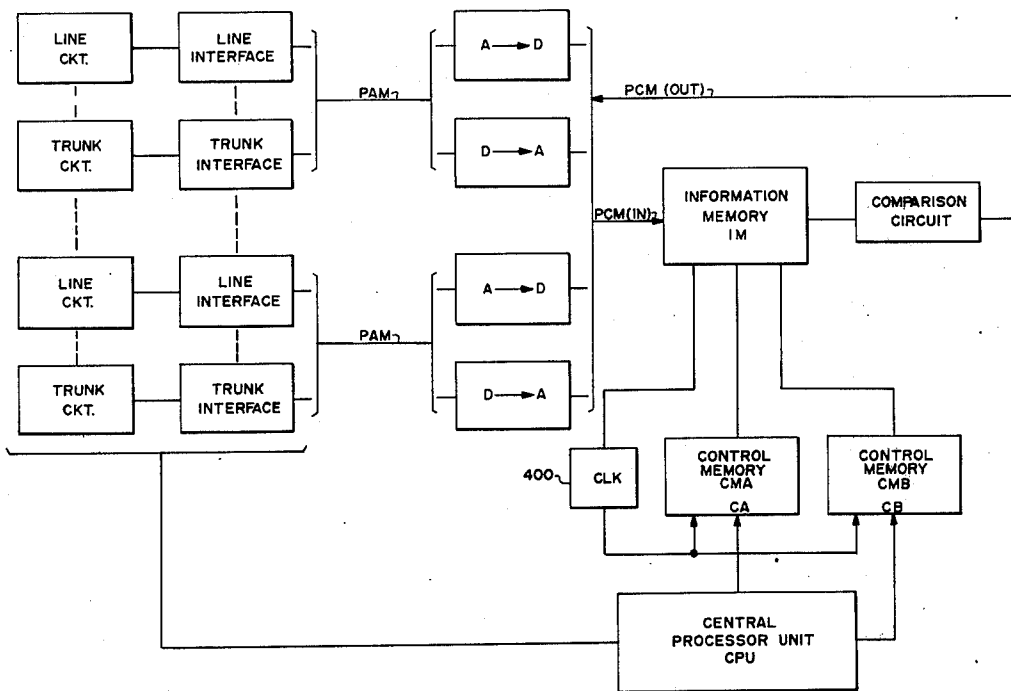 LINE
CKT.
LINE
INTERFACE
A → D
PAM
PCM (OUT)
TRUNK
CKT.
TRUNK
INTERFACE
D → A
PCM(IN)
INFORMATION
MEMORY
IM
COMPARISON
CIRCUIT
LINE
CKT.
LINE
INTERFACE
A → D
PAM
TRUNK
CKT.
TRUNK
INTERFACE
D → A
400
CLK
CONTROL
MEMORY
CMA
CA
CONTROL
MEMORY
CMB
CB
CENTRAL
PROCESSOR UNIT
CPU